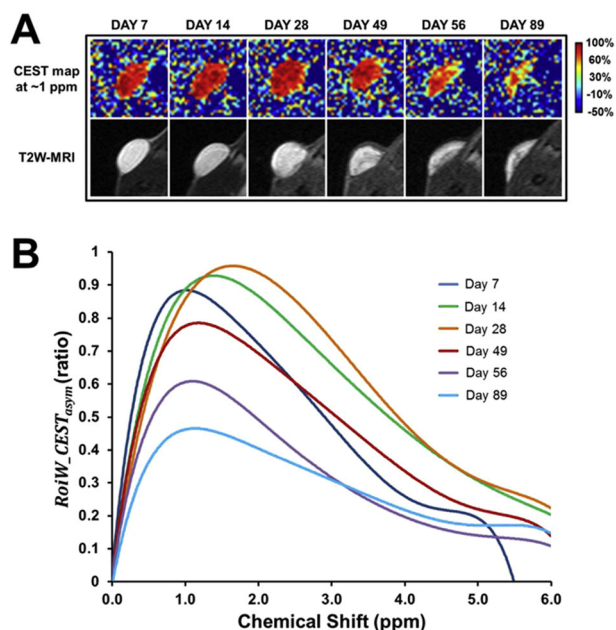 A
DAY 7 DAY 14 DAY 28 DAY 49 DAY 56 DAY 89
CEST map
at ~1 ppm
100%
60%
30%
-10%
-50%
T2W-MRI
B
RoiW_CEST asym (ratio)
1
0.9
0.8
0.7
0.6
0.5
0.4
0.3
0.2
0.1
0
Day 7
Day 14
Day 28
Day 49
Day 56
Day 89
0.0 1.0 2.0 3.0 4.0 5.0 6.0
Chemical Shift (ppm)